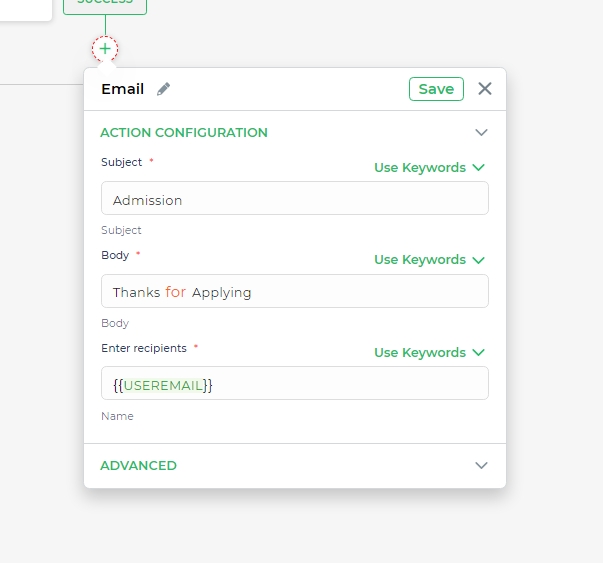 SUCCESS
Email
Save
ACTION CONFIGURATION
Subject *
Use Keywords
Admission
Subject
Body *
Use Keywords
Thanks for Applying
Body
Enter recipients *
Use Keywords
{{USEREMAIL}}
Name
ADVANCED